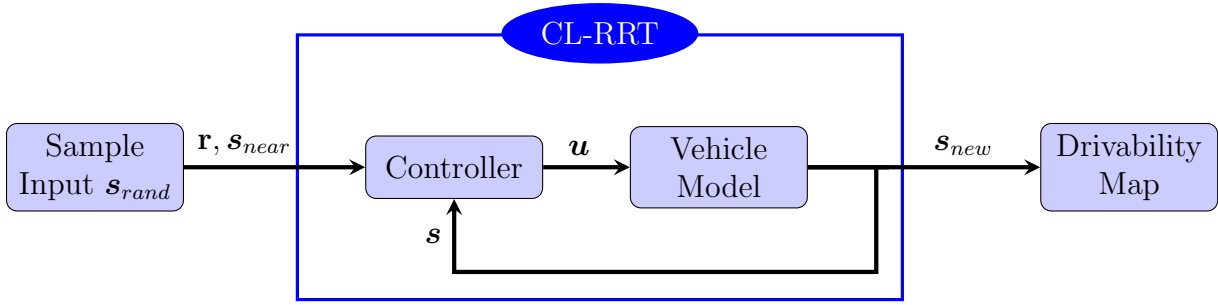 CL-RRT
Sample
Input s_rand
r, s_near
Controller
u
Vehicle
Model
s_new
Drivability
Map
s